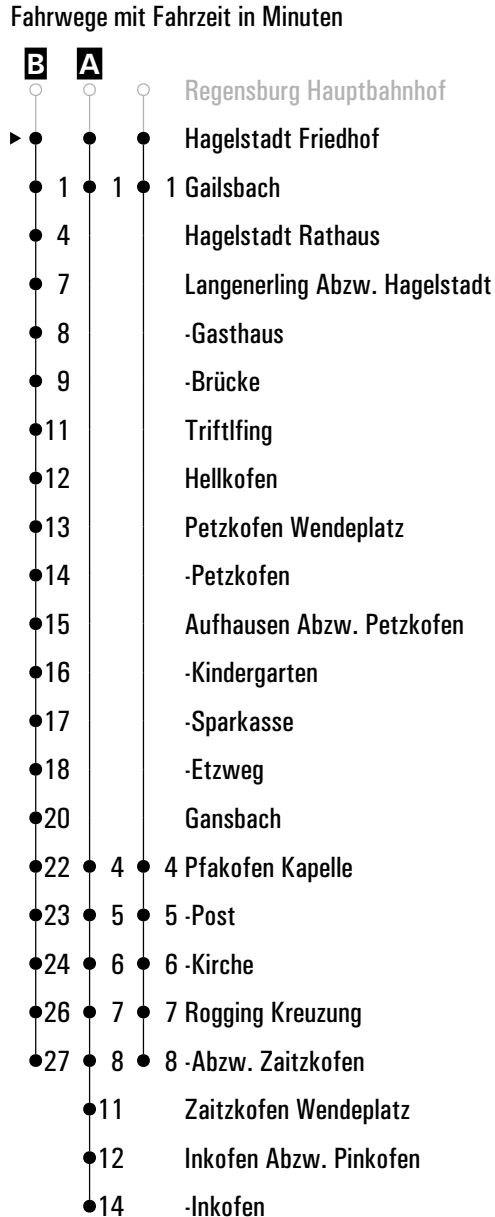 Fahrwege mit Fahrzeit in Minuten
B A
Regensburg Hauptbahnhof
Hagelstadt Friedhof
1 1 1 Gailsbach
4 Hagelstadt Rathaus
7 Langenerling Abzw. Hagelstadt
8 -Gasthaus
9 -Brücke
11 Triftlfing
12 Hellkofen
13 Petzkofen Wendeplatz
14 -Petzkofen
15 Aufhausen Abzw. Petzkofen
16 -Kindergarten
17 -Sparkasse
18 -Etzweg
20 Gansbach
22 4 4 Pfakofen Kapelle
23 5 5 -Post
24 6 6 -Kirche
26 7 7 Rogging Kreuzung
27 8 8 -Abzw. Zaitzkofen
11 Zaitzkofen Wendeplatz
12 Inkofen Abzw. Pinkofen
14 -Inkofen